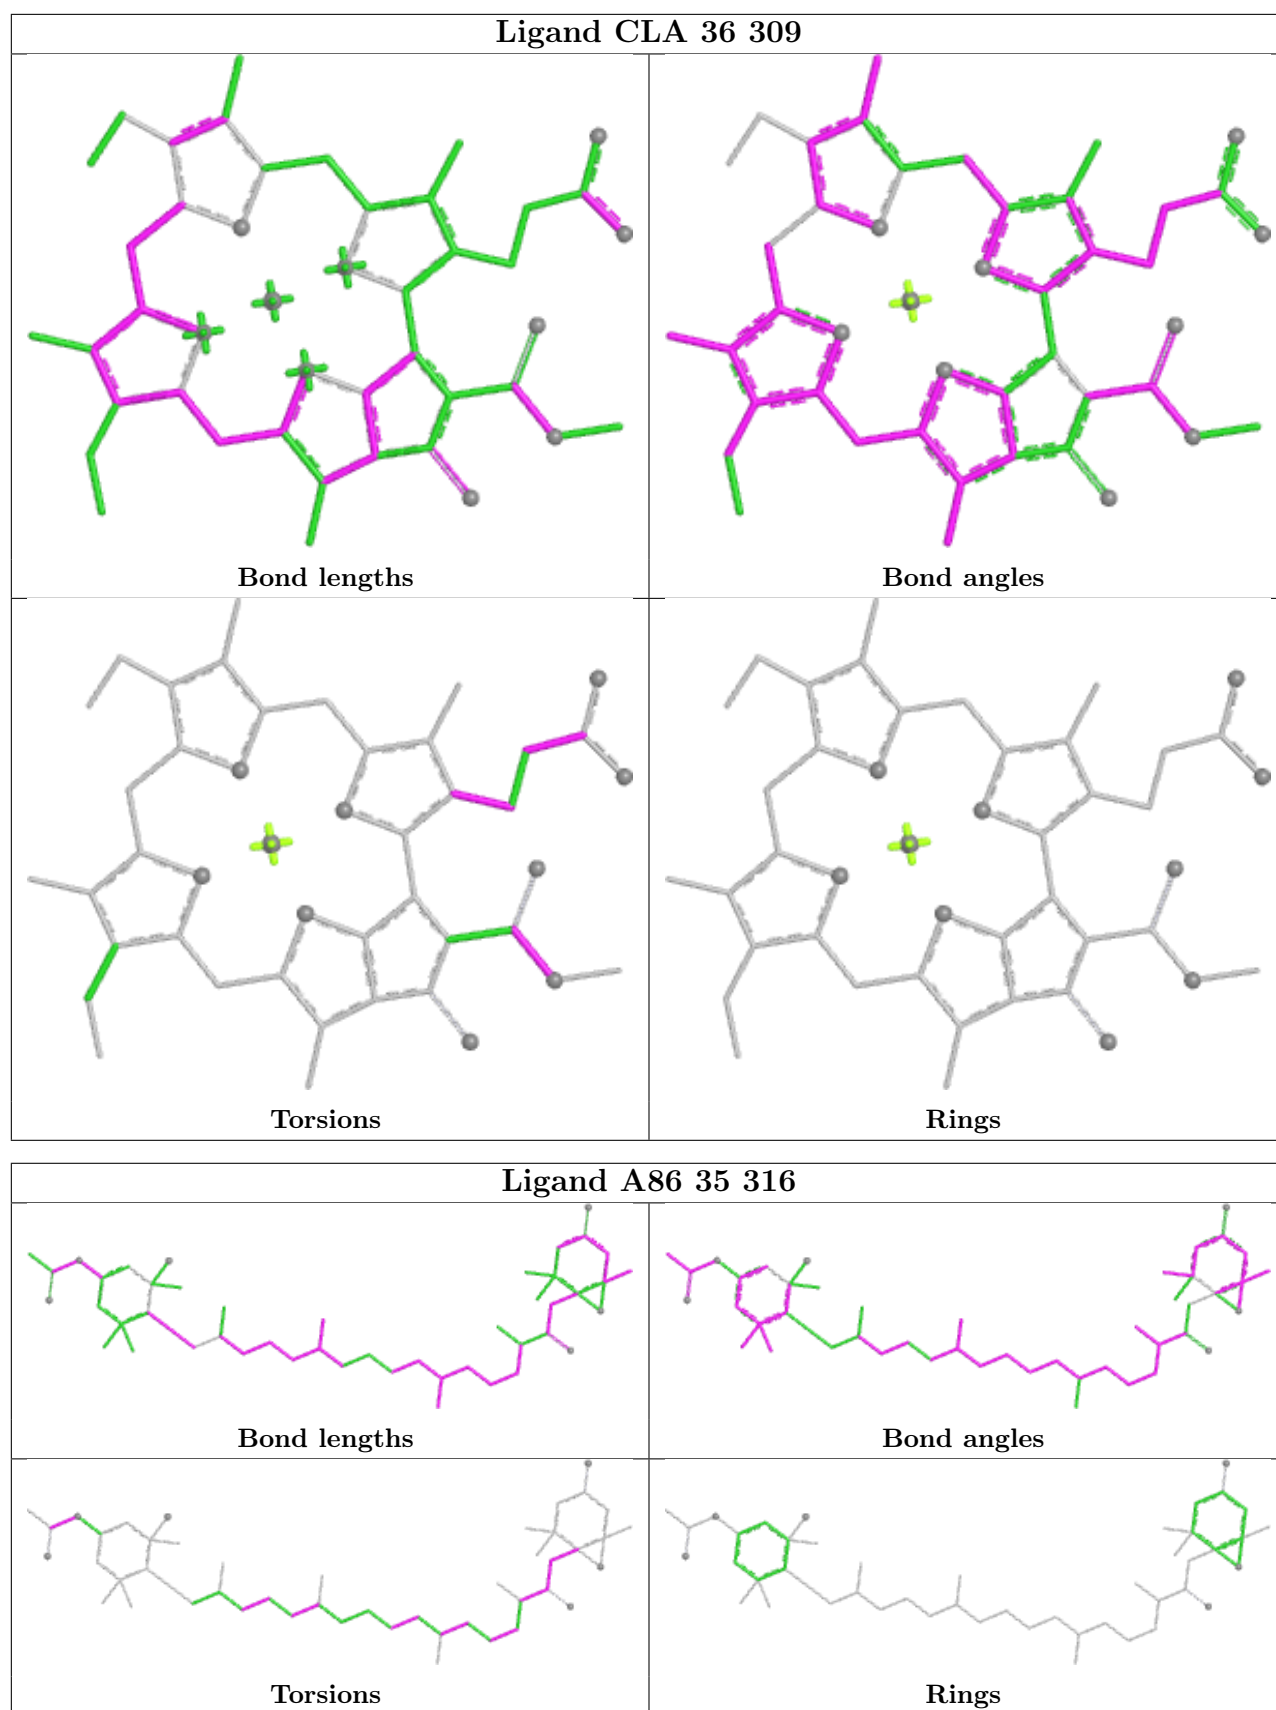 Ligand CLA 36 309
Bond lengths
Bond angles
Torsions
Rings
Ligand A86 35 316
Bond lengths
Bond angles
Torsions
Rings